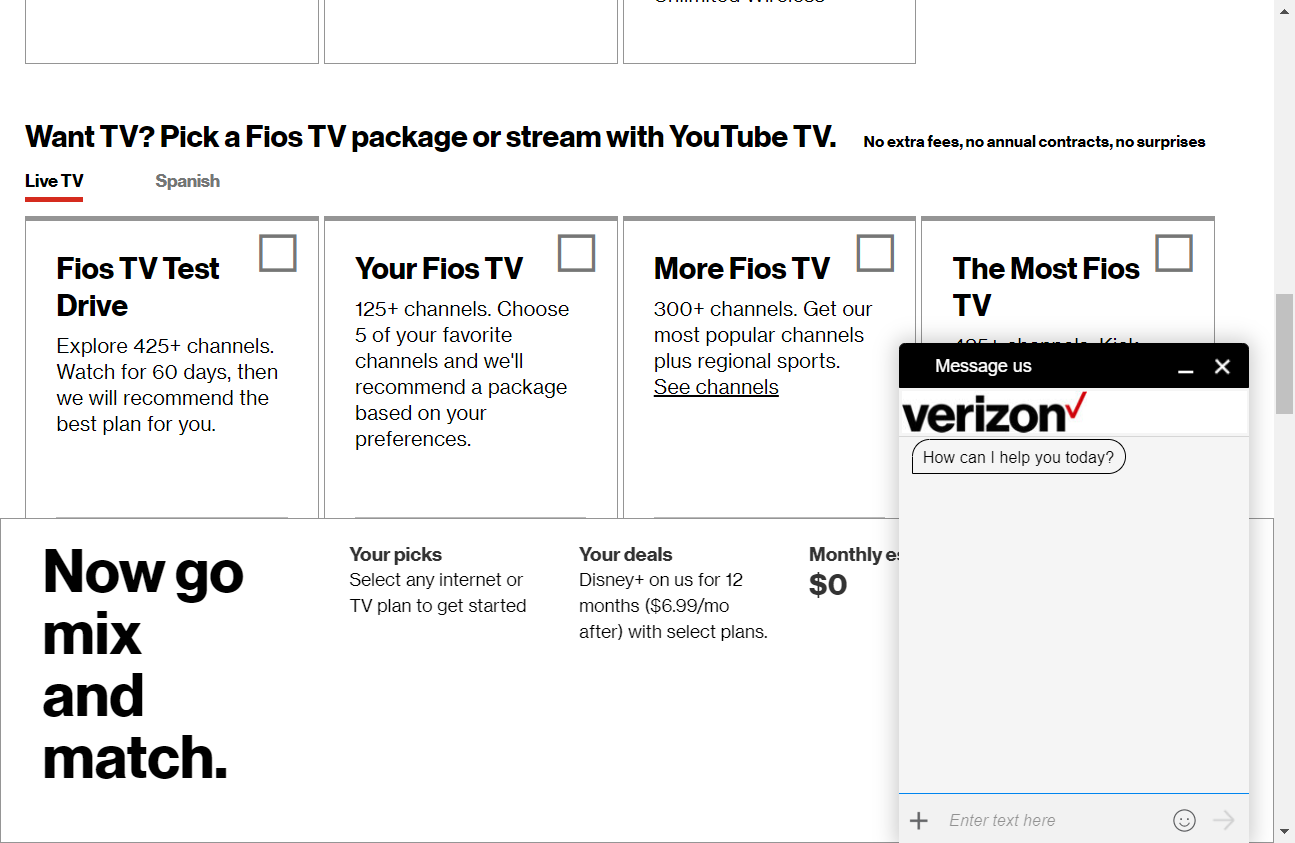 Want TV? Pick a Fios TV package or stream with YouTube TV.
No extra fees, no annual contracts, no surprises
Live TV
Spanish
Fios TV Test
Drive
Explore 425+ channels.
Watch for 60 days, then
we will recommend the
best plan for you.
Your Fios TV
125+ channels. Choose
5 of your favorite
channels and we'll
recommend a package
based on your
preferences.
More Fios TV
300+ channels. Get our
most popular channels
plus regional sports.
See channels
The Most Fios
TV
Now go
mix
and
match.
Your picks
Select any internet or
TV plan to get started
Your deals
Disney+ on us for 12
months ($6.99/mo
after) with select plans.
Monthly
$0
Message us
verizon
How can I help you today?
Enter text here